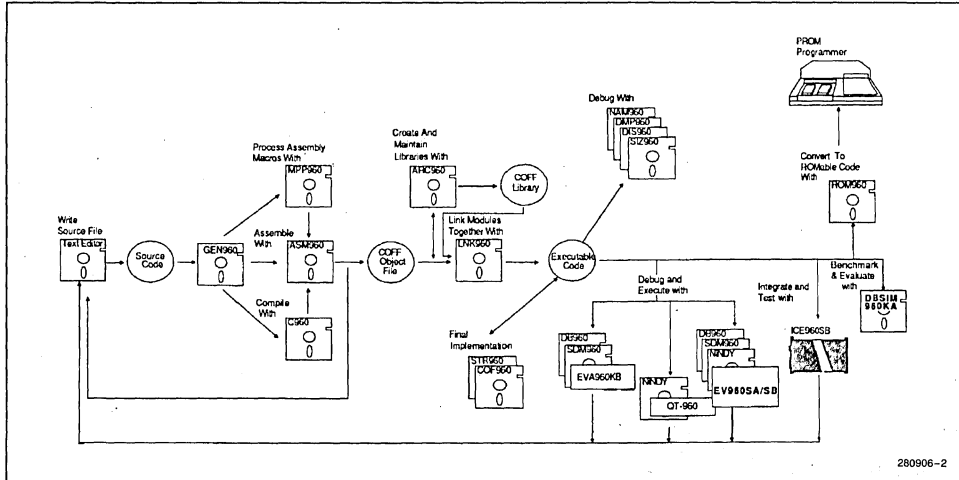 PROM
Programmer
Debug With
NAM960
DMP960
DIS960
SIZ960
Create And
Maintain
Libraries With
ARC960
COFF
Library
Process Assembly
Macros With
MPP960
Convert To
ROMable Code
With
ROM960
Write
Source File
Text Editor
Source
Code
GEN960
Assemble
With
ASM960
COFF
Object
File
Link Modules
Together With
LNK960
Executable
Code
Compile
With
C960
Debug and
Execute with
Integrate and
Test with
Benchmark
& Evaluate
with
DBSIM
960KA
Final
Implementation
STR960
COF960
DB960
SDM960
EVA960KB
NINDY
QT-960
DB960
SDM960
NINDY
EV960SA/SB
ICE960SB
280906-2